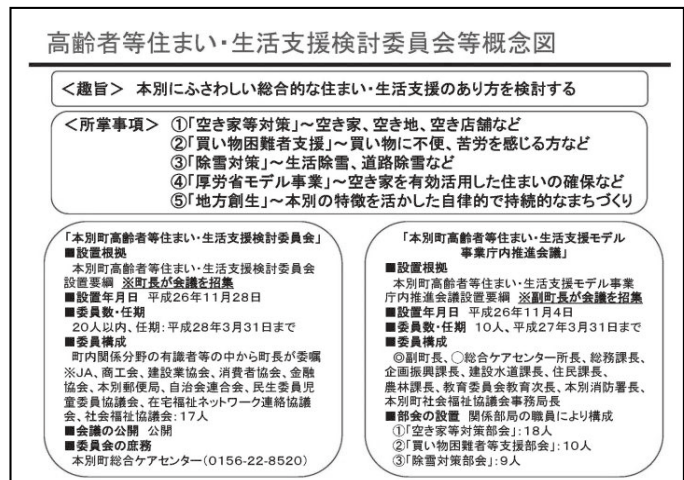 高齢者等住まい・生活支援検討委員会等概念図
<趣旨> 本別にふさわしい総合的な住まい・生活支援のあり方を検討する
<所掌事項> ①「空き家等対策」～空き家、空き地、空き店舗など
②「買い物困難者支援」～買い物に不便、苦労を感じる方など
③「除雪対策」～生活除雪、道路除雪など
④「厚労省モデル事業」～空き家を有効活用した住まいの確保など
⑤「地方創生」～本別の特徴を活かした自律的で持続的なまちづくり
「本別町高齢者等住まい・生活支援検討委員会」
■設置根拠
本別町高齢者等住まい・生活支援検討委員会
設置要綱 ※町長が会議を招集
■設置年月日 平成26年11月28日
■委員数・任期
20人以内、任期：平成28年3月31日まで
■委員構成
町内関係分野の有識者等の中から町長が委嘱
※JA、商工会、建設業協会、消費者協会、金融
協会、本別郵便局、自治会連合会、民生委員児
童委員協議会、在宅福祉ネットワーク連絡協議
会、社会福祉協議会：17人
■会議の公開 公開
■委員会の庶務
本別町総合ケアセンター（0156-22-8520）
「本別町高齢者等住まい・生活支援モデル
事業庁内推進会議」
■設置根拠
本別町高齢者等住まい・生活支援モデル事業
庁内推進会議設置要綱 ※副町長が会議を招集
■設置年月日 平成26年11月4日
■委員数・任期 10人、平成27年3月31日まで
■委員構成
◎副町長、○総合ケアセンター所長、総務課長、
企画振興課長、建設水道課長、住民課長、
農林課長、教育委員会教育次長、本別消防署長、
本別町社会福祉協議会事務局長
■部会の設置 関係部局の職員により構成
①「空き家等対策部会」：18人
②「買い物困難者等支援部会」：10人
③「除雪対策部会」：9人